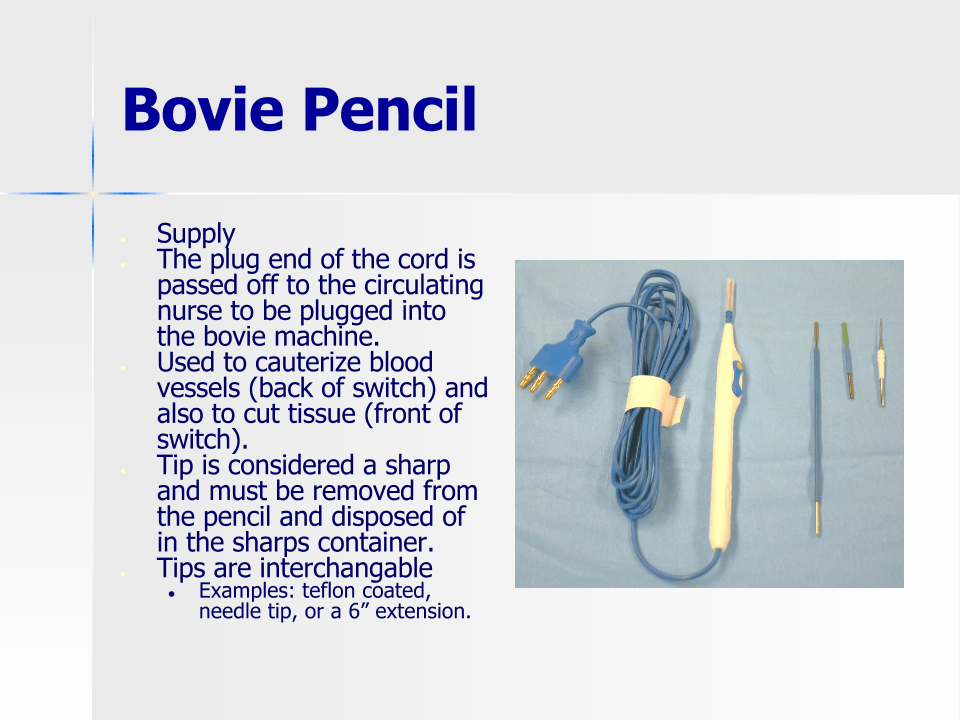 Bovie Pencil
Supply
The plug end of the cord is
passed off to the circulating
nurse to be plugged into
the bovie machine.
Used to cauterize blood
vessels (back of switch) and
also to cut tissue (front of
switch).
Tip is considered a sharp
and must be removed from
the pencil and disposed of
in the sharps container.
Tips are interchangable
Examples: teflon coated,
needle tip, or a 6” extension.